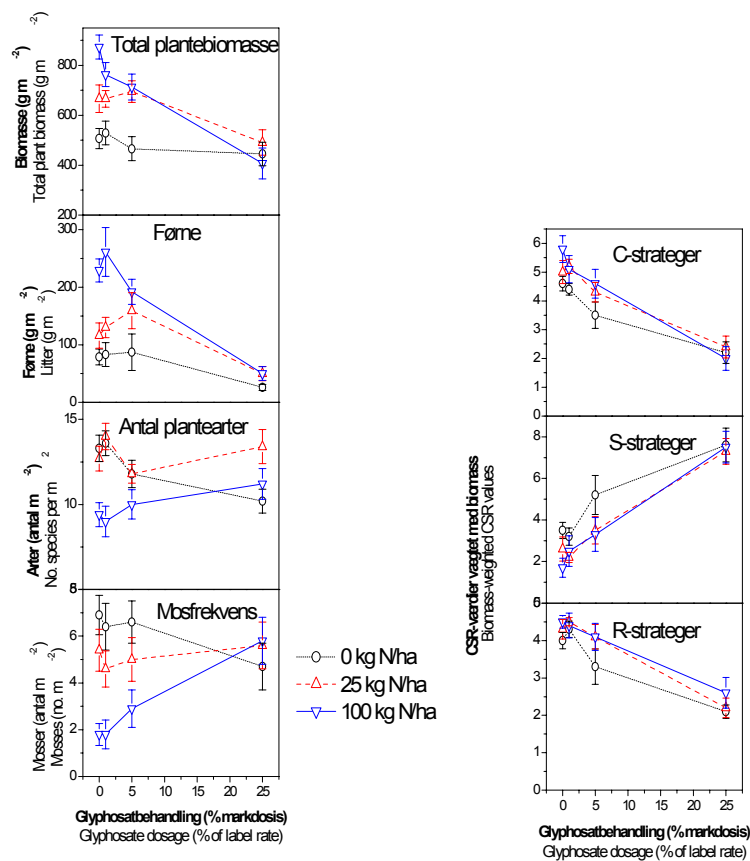 Total plantebiomasse
Biomasse (g m -2)
Total plant biomass (g m -2)
800
600
400
200
Førne
Førne (g m -2)
Litter (g m -2)
300
200
100
0
Antal plantearter
Arter (antal m -2)
No. species per m 2
15
10
5
Mosfrekvens
Mosser (antal m -2)
Mosses (no. m -2)
8
6
4
2
0
0 5 10 15 20 25
Glyphosatbehandling (% markdosis)
Glyphosate dosage (% of label rate)
0 kg N/ha
25 kg N/ha
100 kg N/ha
C-strateger
6
5
4
3
2
1
0
S-strateger
8
6
4
2
0
R-strateger
5
4
3
2
1
0
CSR-værdier vægtet med biomasse
Biomass-weighted CSR values
0 5 10 15 20 25
Glyphosatbehandling (% markdosis)
Glyphosate dosage (% of label rate)